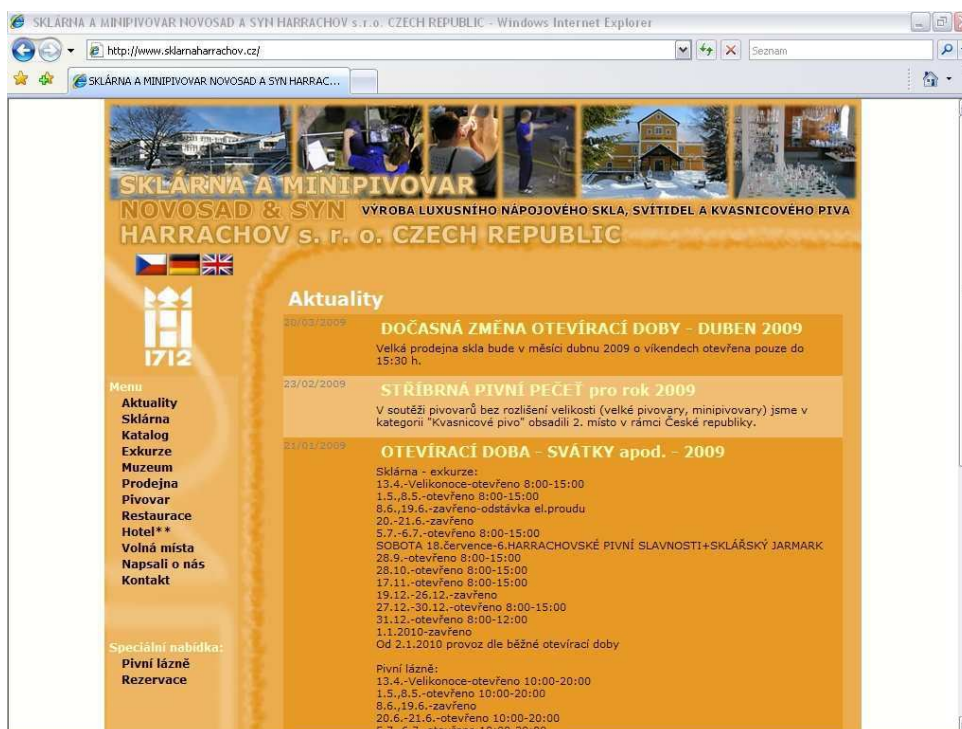 SKLÁRNA A MINIPIVOVAR NOVOSAD A SYN HARRACHOV s.r.o. CZECH REPUBLIC - Windows Internet Explorer
http://www.sklarnaharrachov.cz/
Seznam
SKLÁRNA A MINIPIVOVAR NOVOSAD A SYN HARRAC...
SKLÁRNA A MINIPIVOVAR
NOVOSAD & SYN VÝROBA LUXUSNÍHO NÁPOJOVÉHO SKLA, SVÍTIDEL A KVASNICOVÉHO PIVA
HARRACHOV s. r. o. CZECH REPUBLIC
1712
Menu
Aktuality
Sklárna
Katalog
Exkurze
Muzeum
Prodejna
Pivovar
Restaurace
Hotel**
Volná místa
Napsali o nás
Kontakt
Speciální nabídka:
Pivní lázně
Rezervace
Aktuality
30/03/2009 DOČASNÁ ZMĚNA OTEVÍRACÍ DOBY - DUBEN 2009
Velká prodejna skla bude v měsíci dubnu 2009 o víkendech otevřena pouze do
15:30 h.
23/02/2009 STŘÍBRNÁ PIVNÍ PEČEŤ pro rok 2009
V soutěži pivovarů bez rozlišení velikosti (velké pivovary, minipivovary) jsme v
kategorii "Kvasnicové pivo" obsadili 2. místo v rámci České republiky.
21/01/2009 OTEVÍRACÍ DOBA - SVÁTKY apod. - 2009
Sklárna - exkurze:
13.4.-Velikonoce-otevřeno 8:00-15:00
1.5.,8.5.-otevřeno 8:00-15:00
8.6.,19.6.-zavřeno-odstávka el.proudu
20.-21.6.-zavřeno
5.7.-6.7.-otevřeno 8:00-15:00
SOBOTA 18.července-6.HARRACHOVSKÉ PIVNÍ SLAVNOSTI+SKLÁŘSKÝ JARMARK
28.9.-otevřeno 8:00-15:00
28.10.-otevřeno 8:00-15:00
17.11.-otevřeno 8:00-15:00
19.12.-26.12.-zavřeno
27.12.-30.12.-otevřeno 8:00-15:00
31.12.-otevřeno 8:00-12:00
1.1.2010-zavřeno
Od 2.1.2010 provoz dle běžné otevírací doby
Pivní lázně:
13.4.-Velikonoce-otevřeno 10:00-20:00
1.5.,8.5.-otevřeno 10:00-20:00
8.6.,19.6.-zavřeno
20.6.-21.6.-otevřeno 10:00-20:00